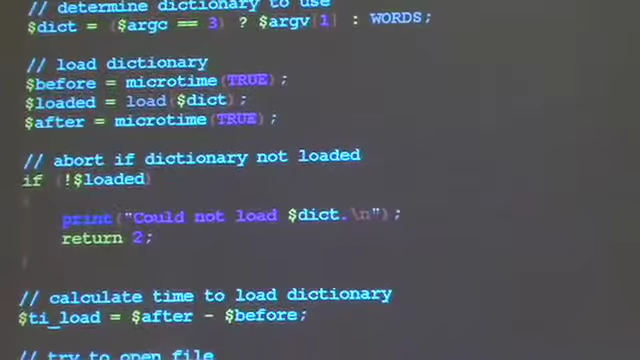 // determine dictionary to use
$dict = ($argc == 3) ? $argv[1] : WORDS;
// load dictionary
$before = microtime(TRUE);
$loaded = load($dict);
$after = microtime(TRUE);
// abort if dictionary not loaded
if (!$loaded)
{
print("Could not load $dict.\n");
return 2;
}
// calculate time to load dictionary
$ti_load = $after - $before;
// try to open file